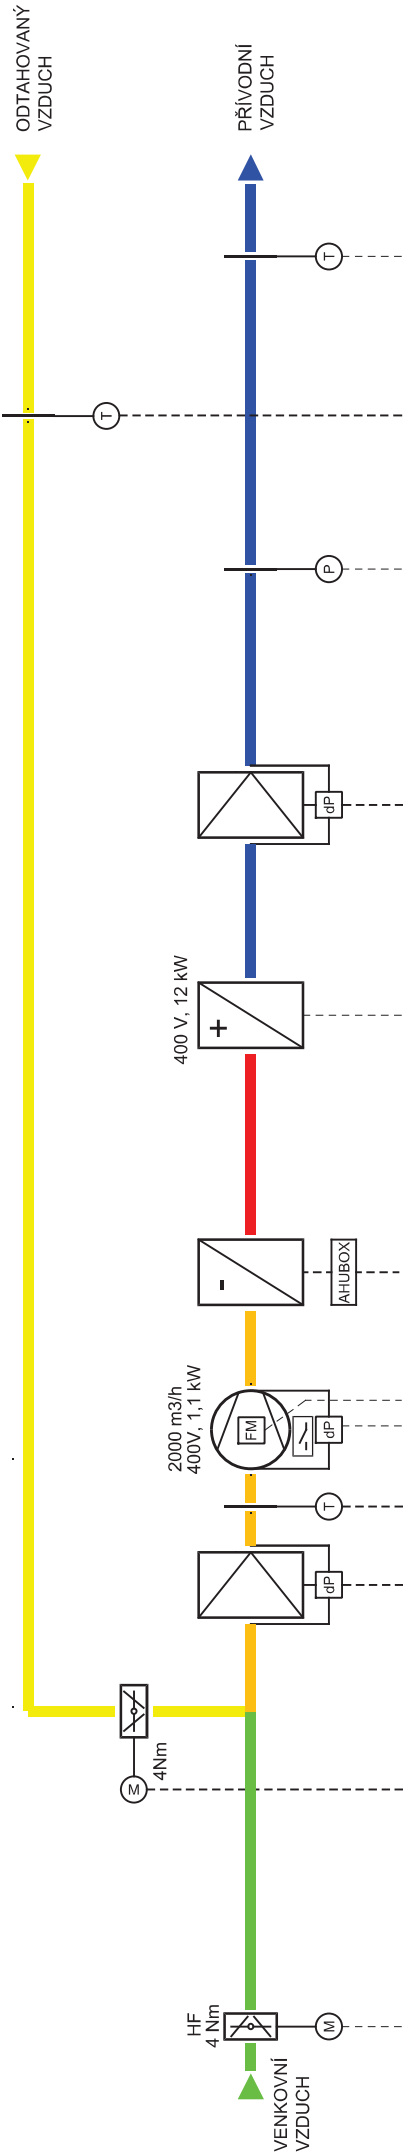 ODTAHOVANÝ
VZDUCH
PŘÍVODNÍ
VZDUCH
T
T
P
dP
400 V, 12 kW
+
-
AHUBOX
2000 m3/h
400V, 1,1 kW
FM
dP
T
dP
4Nm
M
HF
4 Nm
M
VENKOVNÍ
VZDUCH